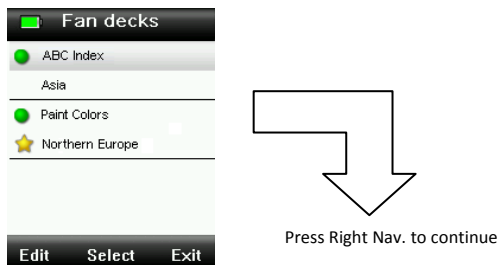 Fan decks
ABC Index
Asia
Paint Colors
Northern Europe
Edit Select Exit
Press Right Nav. to continue